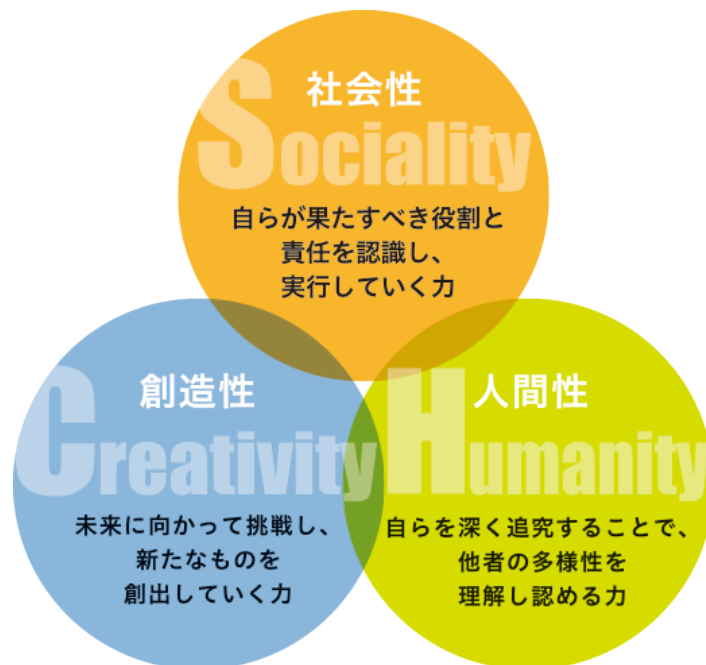 社会性
Sociality
自らが果たすべき役割と
責任を認識し、
実行していく力
創造性
Creativity
未来に向かって挑戦し、
新たなものを
創出していく力
人間性
Humanity
自らを深く追究することで、
他者の多様性を
理解し認める力